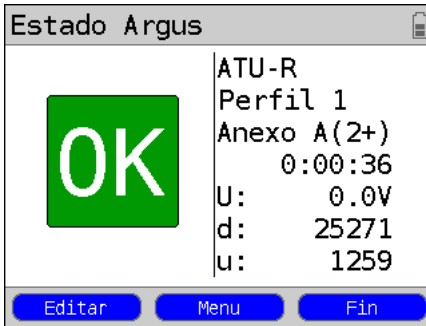 Estado Argus
OK
ATU-R
Perfil 1
Anexo A(2+)
0:00:36
U: 0.0V
d: 25271
u: 1259
Editar Menu Fin